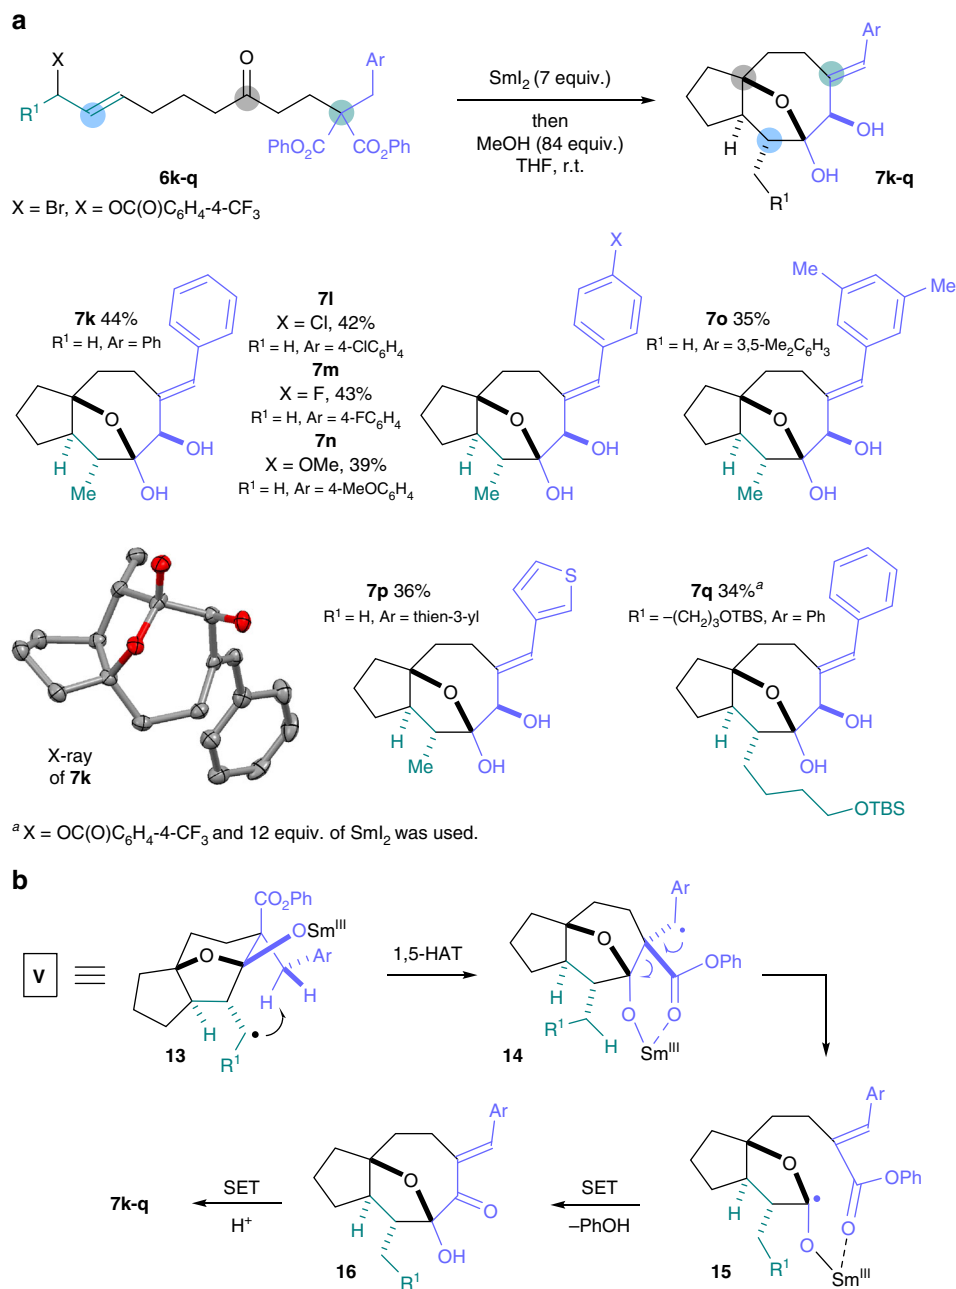 a
X
R¹
O
Ar
PhO₂C
CO₂Ph
6k-q
X = Br, X = OC(O)C₆H₄-4-CF₃
SmI₂ (7 equiv.)
then
MeOH (84 equiv.)
THF, r.t.
Ar
O
OH
H
OH
R¹
7k-q
7k 44%
R¹ = H, Ar = Ph
O
OH
H
Me
OH
7l
X = Cl, 42%
R¹ = H, Ar = 4-ClC₆H₄
7m
X = F, 43%
R¹ = H, Ar = 4-FC₆H₄
7n
X = OMe, 39%
R¹ = H, Ar = 4-MeOC₆H₄
X
O
OH
H
Me
OH
7o 35%
R¹ = H, Ar = 3,5-Me₂C₆H₃
Me
Me
O
OH
H
Me
OH
X-ray
of 7k
7p 36%
R¹ = H, Ar = thien-3-yl
S
O
OH
H
Me
OH
7q 34%ᵃ
R¹ = –(CH₂)₃OTBS, Ar = Ph
O
OH
H
OH
OTBS
ᵃ X = OC(O)C₆H₄-4-CF₃ and 12 equiv. of SmI₂ was used.
b
V
CO₂Ph
OSmᴵᴵᴵ
O
Ar
H
H
H
R¹
13
1,5-HAT
Ar
O
OPh
H
O
O
R¹
H
Smᴵᴵᴵ
14
Ar
O
OPh
H
O
O
R¹
Smᴵᴵᴵ
15
SET
–PhOH
Ar
O
O
H
OH
R¹
16
SET
H⁺
7k-q